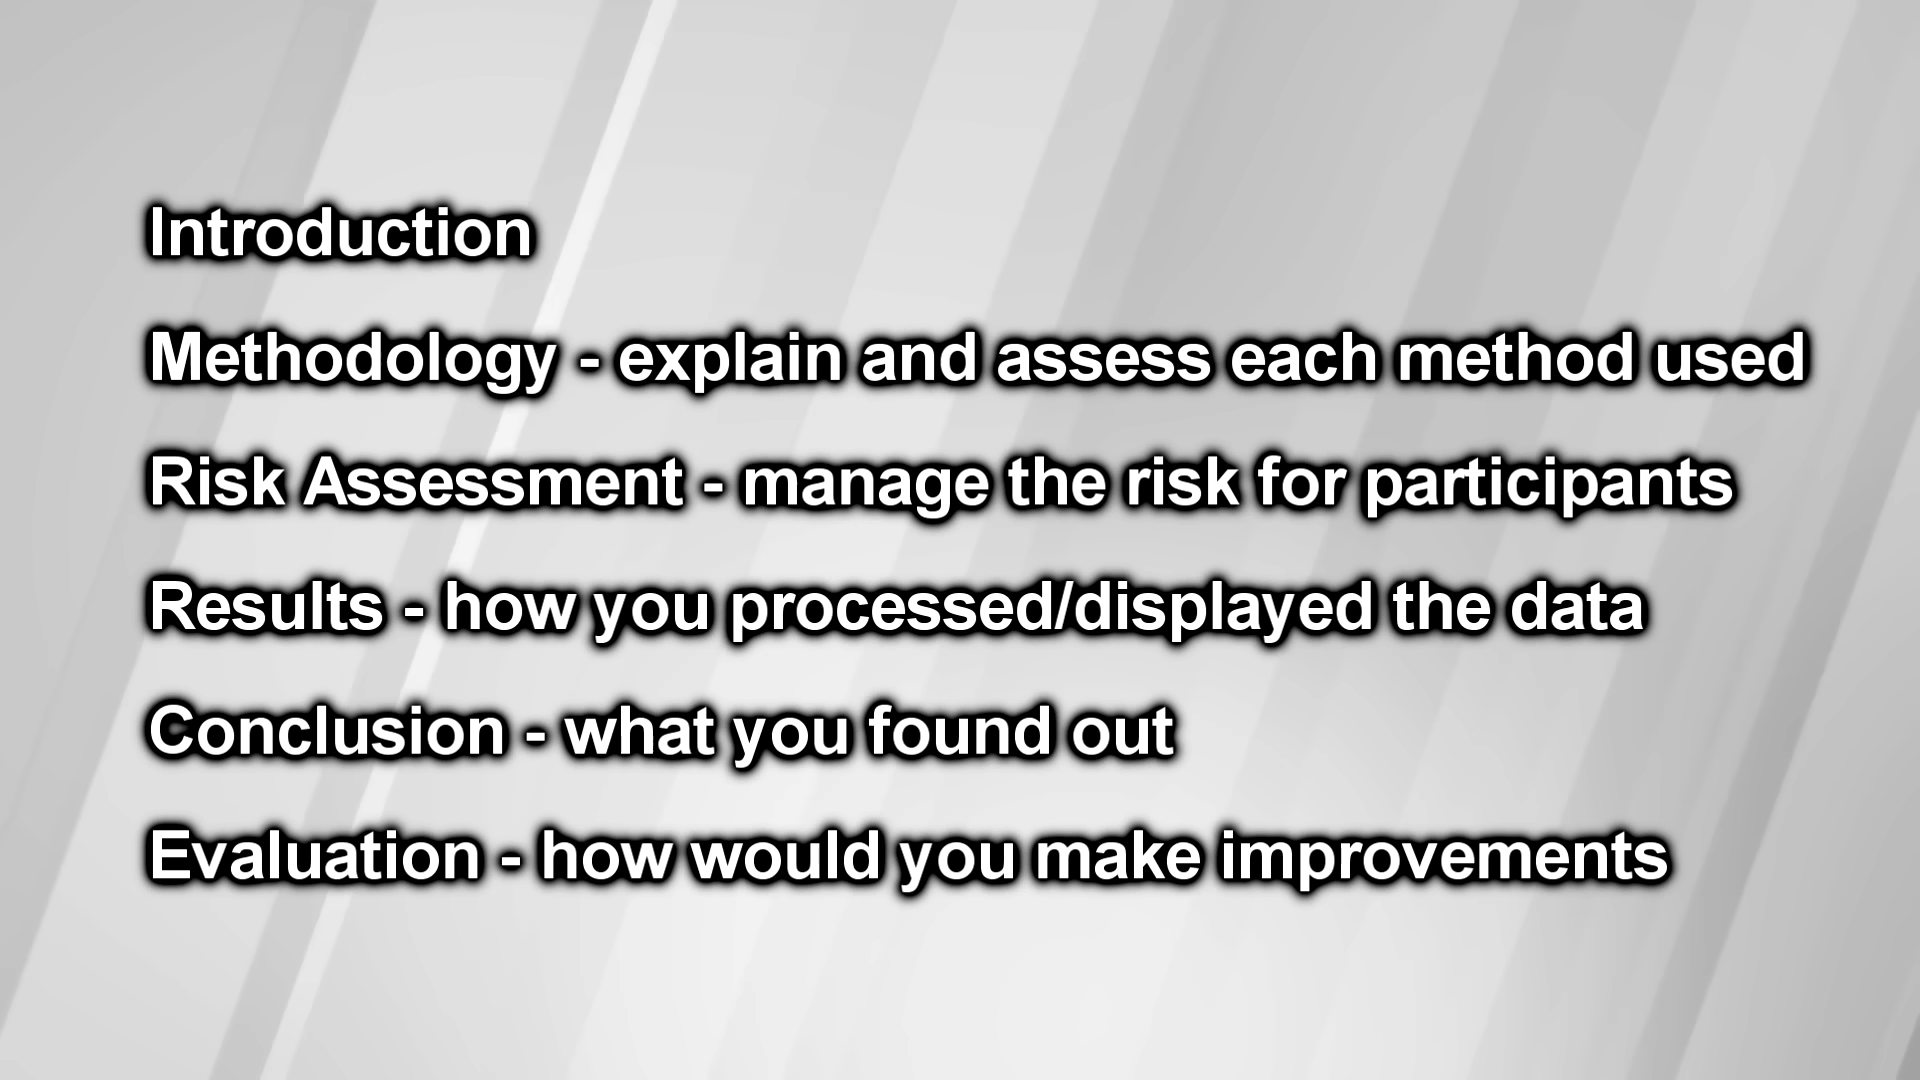 Introduction
Methodology - explain and assess each method used
Risk Assessment - manage the risk for participants
Results - how you processed/displayed the data
Conclusion - what you found out
Evaluation - how would you make improvements